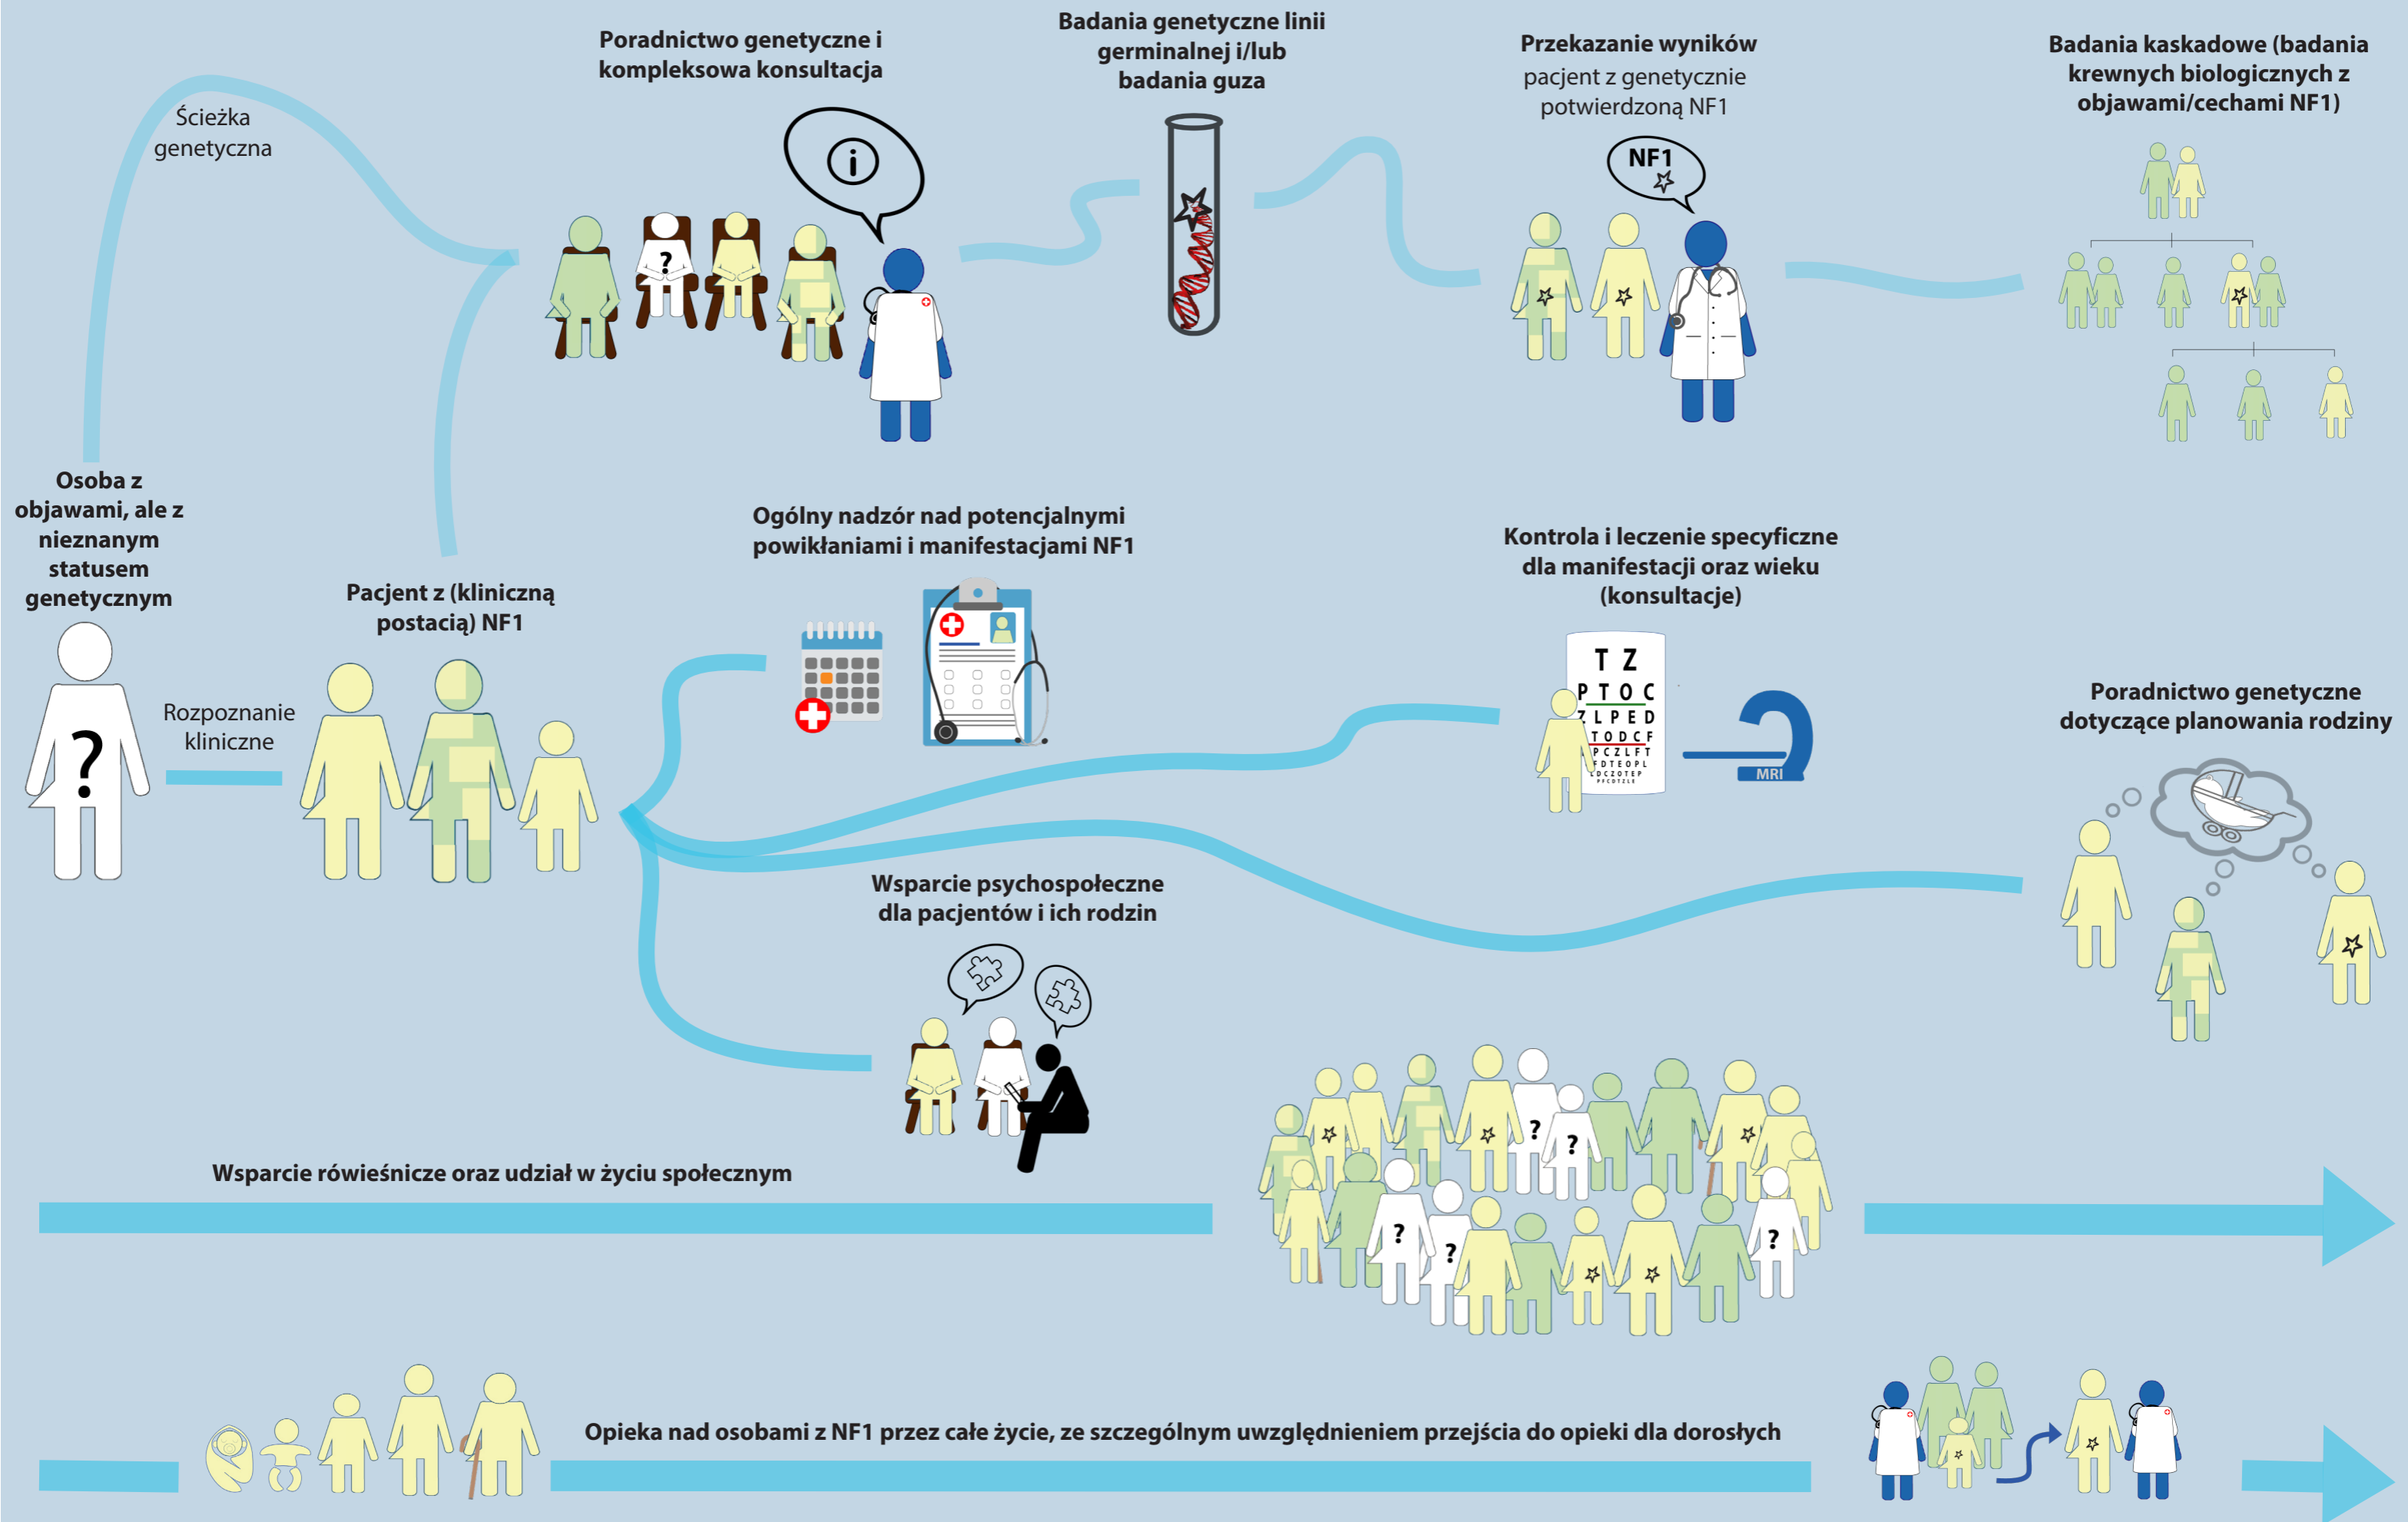 Poradnictwo genetyczne i
kompleksowa konsultacja
Badania genetyczne linii
germinalnej i/lub
badania guza
Przekazanie wyników
pacjent z genetycznie
potwierdzoną NF1
NF1
Badania kaskadowe (badania
krewnych biologicznych z
objawami/cechami NF1)
Ścieżka
genetyczna
i
?
Osoba z
objawami, ale z
nieznanym
statusem
genetycznym
?
Rozpoznanie
kliniczne
Pacjent z (kliniczną
postacią) NF1
Ogólny nadzór nad potencjalnymi
powikłaniami i manifestacjami NF1
Kontrola i leczenie specyficzne
dla manifestacji oraz wieku
(konsultacje)
T Z
P T O C
Z L P E D
T O D C F
P C Z L F T
F D T E O P L
D C Z O T E P
P F C D T Z L E
MRI
Poradnictwo genetyczne
dotyczące planowania rodziny
Wsparcie psychospołeczne
dla pacjentów i ich rodzin
Wsparcie rówieśnicze oraz udział w życiu społecznym
?
?
?
?
?
Opieka nad osobami z NF1 przez całe życie, ze szczególnym uwzględnieniem przejścia do opieki dla dorosłych